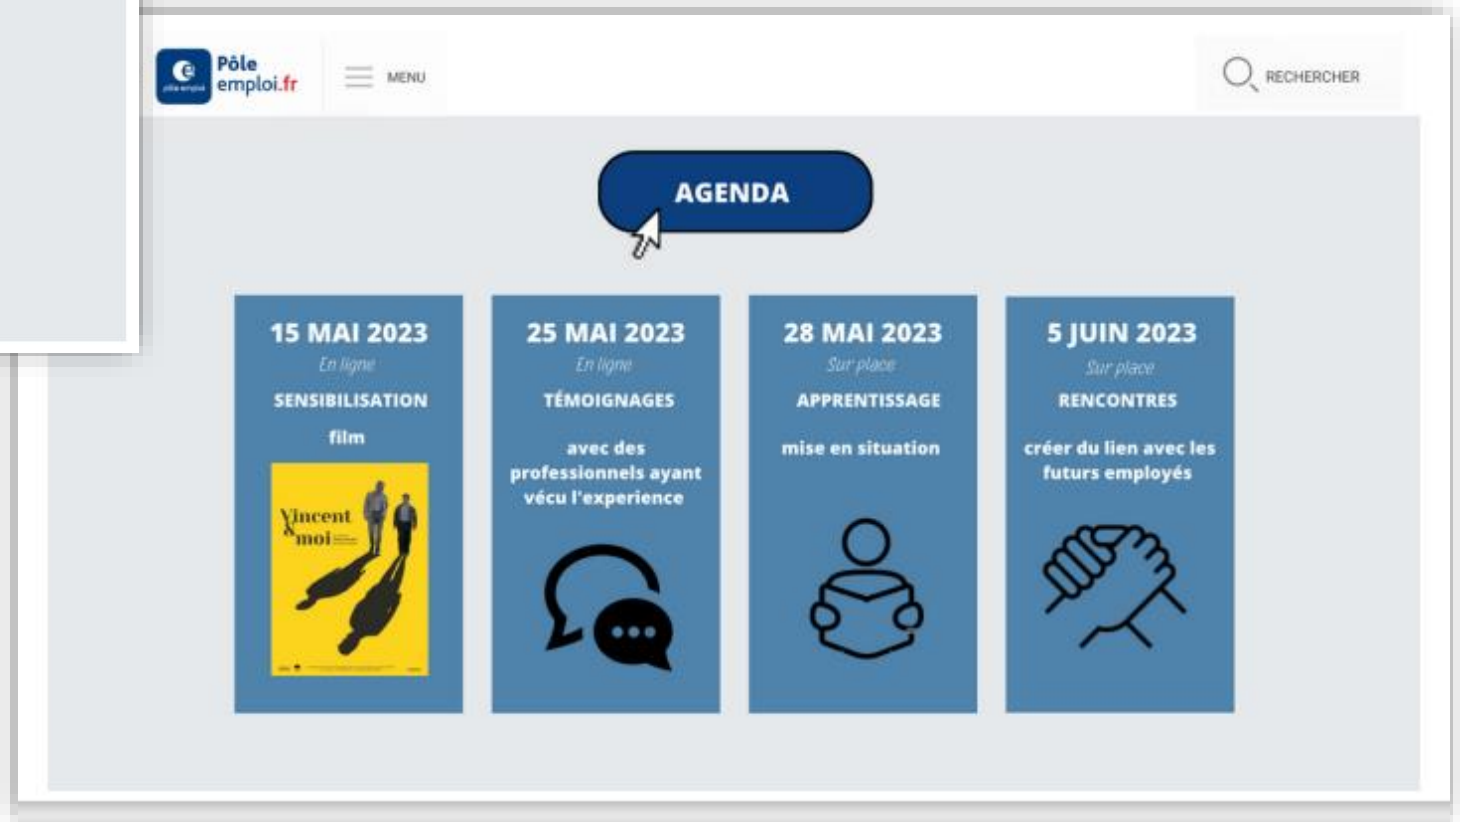 Pôle
emploi.fr
pôle emploi
MENU
RECHERCHER
AGENDA
15 MAI 2023
En ligne
SENSIBILISATION
film
Vincent
& moi
25 MAI 2023
En ligne
TÉMOIGNAGES
avec des
professionnels ayant
vécu l'experience
28 MAI 2023
Sur place
APPRENTISSAGE
mise en situation
5 JUIN 2023
Sur place
RENCONTRES
créer du lien avec les
futurs employés